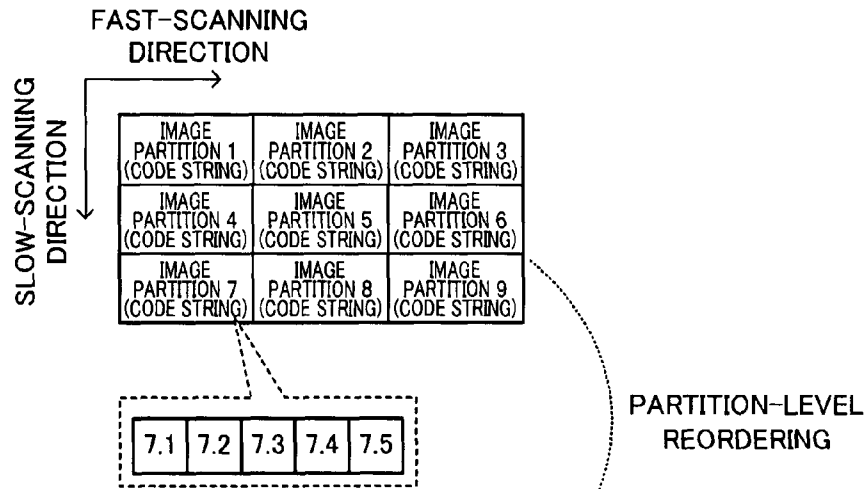 FAST-SCANNING
DIRECTION
SLOW-SCANNING
DIRECTION
IMAGE
PARTITION 1
(CODE STRING)
IMAGE
PARTITION 2
(CODE STRING)
IMAGE
PARTITION 3
(CODE STRING)
IMAGE
PARTITION 4
(CODE STRING)
IMAGE
PARTITION 5
(CODE STRING)
IMAGE
PARTITION 6
(CODE STRING)
IMAGE
PARTITION 7
(CODE STRING)
IMAGE
PARTITION 8
(CODE STRING)
IMAGE
PARTITION 9
(CODE STRING)
7.1 7.2 7.3 7.4 7.5
PARTITION-LEVEL
REORDERING